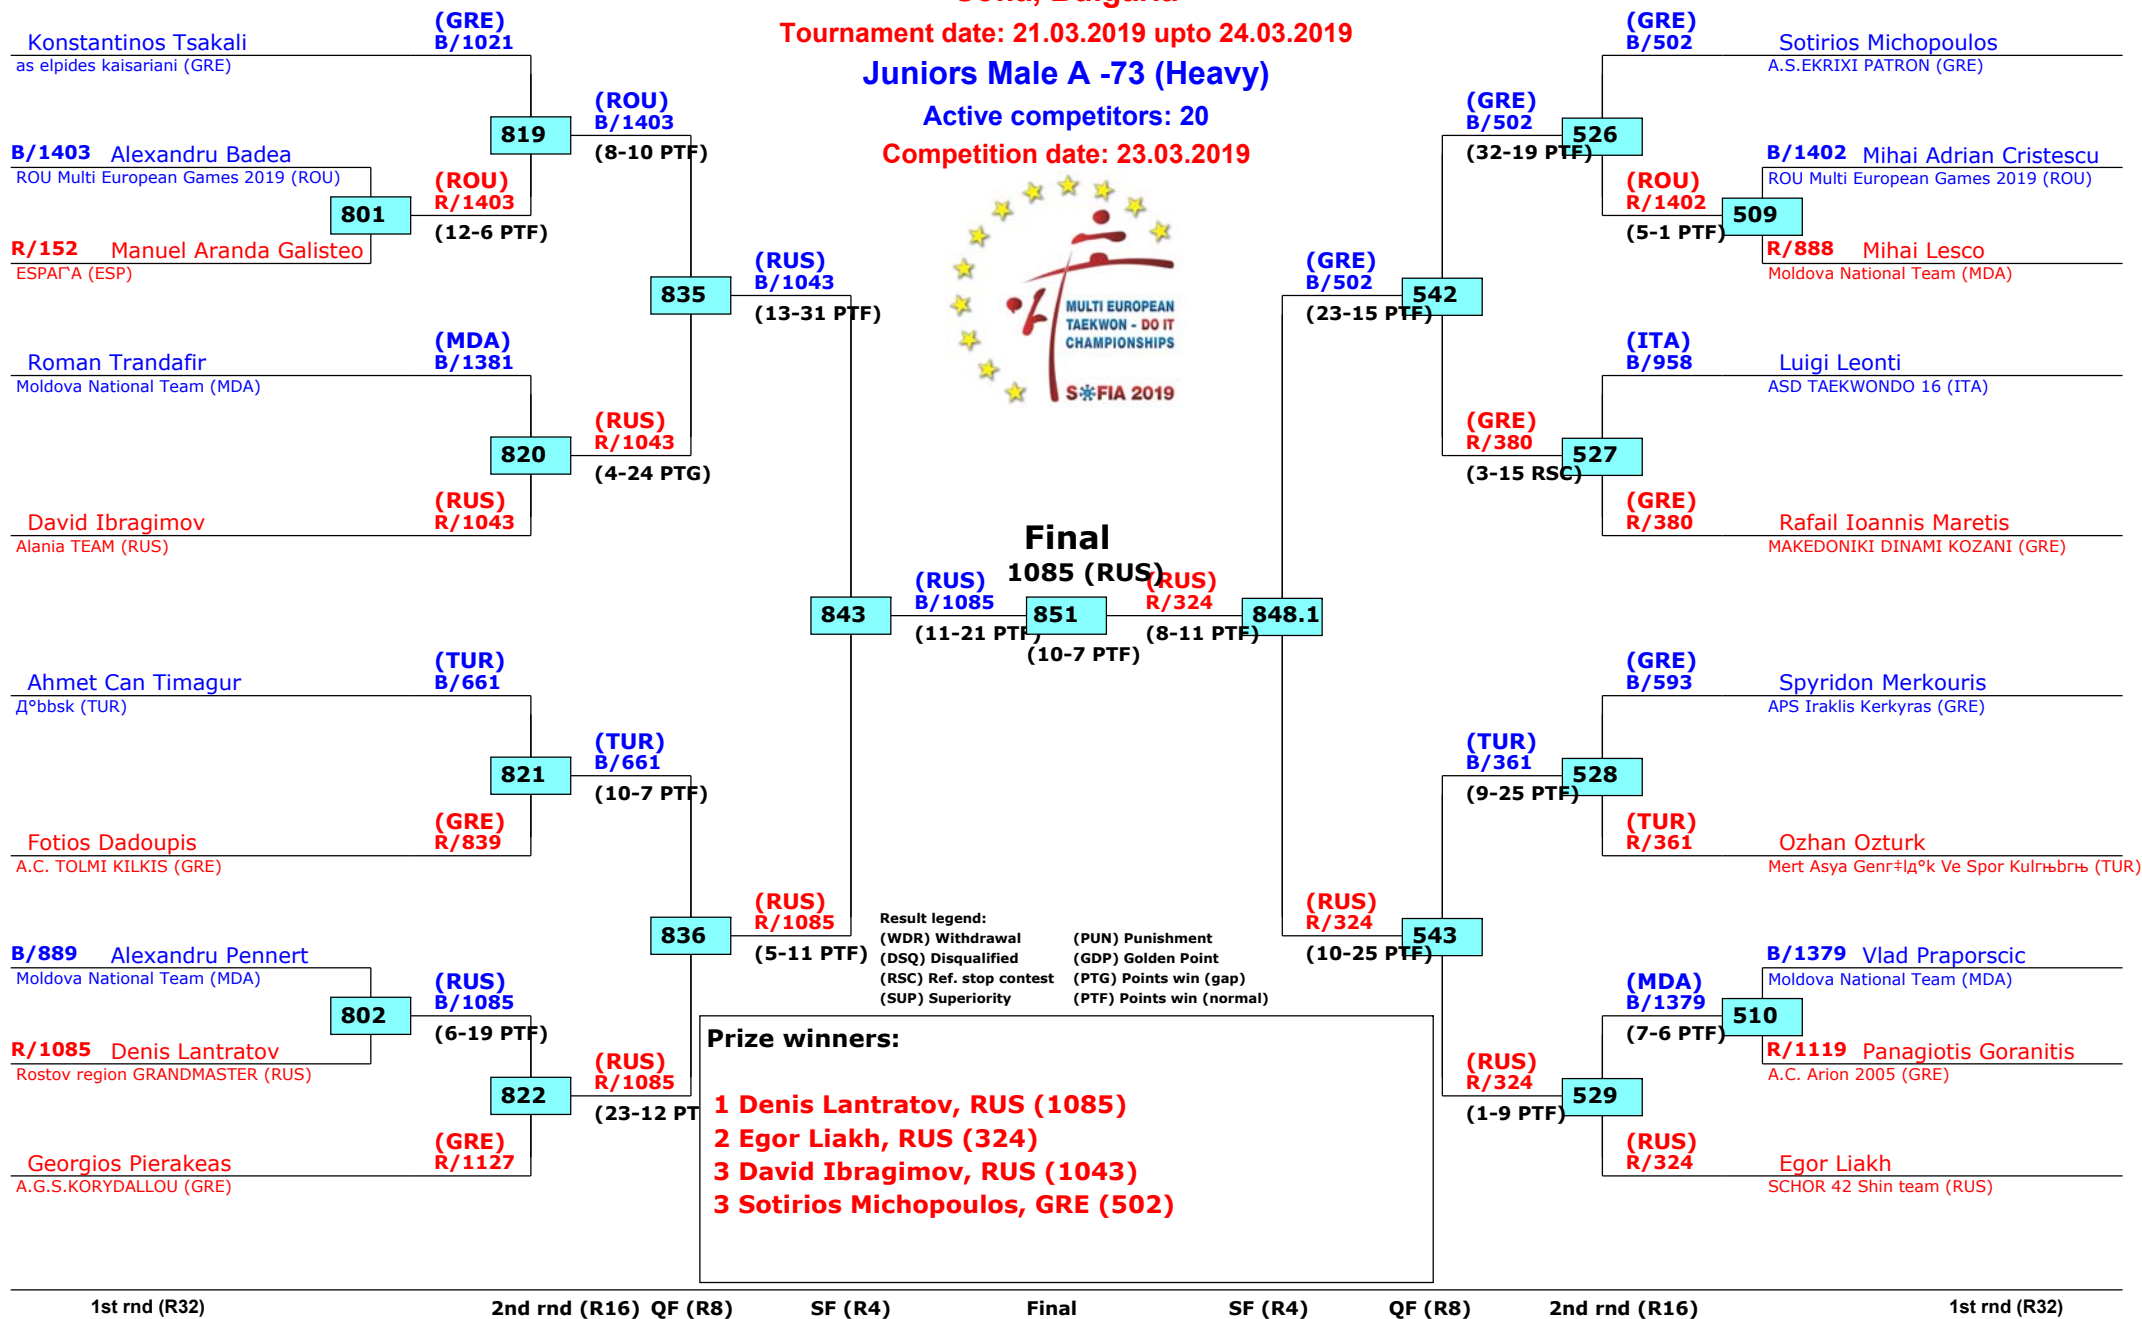 Sofia, Bulgaria
Tournament date: 21.03.2019 upto 24.03.2019
Juniors Male A -73 (Heavy)
Active competitors: 20
Competition date: 23.03.2019
MULTI EUROPEAN
TAEKWON - DO IT
CHAMPIONSHIPS
SOFIA 2019
Konstantinos Tsakali
as elpides kaisariani (GRE)
(GRE)
B/1021
B/1403 Alexandru Badea
ROU Multi European Games 2019 (ROU)
801
R/152 Manuel Aranda Galisteo
ESPAГ'A (ESP)
(ROU)
R/1403
(12-6 PTF)
819
(ROU)
B/1403
(8-10 PTF)
Roman Trandafir
Moldova National Team (MDA)
(MDA)
B/1381
820
David Ibragimov
Alania TEAM (RUS)
(RUS)
R/1043
(RUS)
R/1043
(4-24 PTG)
835
(RUS)
B/1043
(13-31 PTF)
Ahmet Can Timagur
Д°bbsk (TUR)
(TUR)
B/661
821
Fotios Dadoupis
A.C. TOLMI KILKIS (GRE)
(GRE)
R/839
(TUR)
B/661
(10-7 PTF)
B/889 Alexandru Pennert
Moldova National Team (MDA)
802
R/1085 Denis Lantratov
Rostov region GRANDMASTER (RUS)
(RUS)
B/1085
(6-19 PTF)
822
Georgios Pierakeas
A.G.S.KORYDALLOU (GRE)
(GRE)
R/1127
(RUS)
R/1085
(23-12 PT
836
(RUS)
R/1085
(5-11 PTF)
843
(RUS)
B/1085
(11-21 PTF)
Final
1085 (RUS)
851
(10-7 PTF)
(RUS)
R/324
(8-11 PTF)
848.1
(GRE)
B/502
(23-15 PTF)
542
(GRE)
B/502
(32-19 PTF)
526
(GRE)
B/502
Sotirios Michopoulos
A.S.EKRIXI PATRON (GRE)
(ROU)
R/1402
(5-1 PTF)
509
B/1402 Mihai Adrian Cristescu
ROU Multi European Games 2019 (ROU)
R/888 Mihai Lesco
Moldova National Team (MDA)
(GRE)
R/380
(3-15 RSC)
527
(ITA)
B/958
Luigi Leonti
ASD TAEKWONDO 16 (ITA)
(GRE)
R/380
Rafail Ioannis Maretis
MAKEDONIKI DINAMI KOZANI (GRE)
(RUS)
R/324
(10-25 PTF)
543
(TUR)
B/361
(9-25 PTF)
528
(GRE)
B/593
Spyridon Merkouris
APS Iraklis Kerkyras (GRE)
(TUR)
R/361
Ozhan Ozturk
Mert Asya Genг‡lд°k Ve Spor Kulгњbгњ (TUR)
(RUS)
R/324
(1-9 PTF)
529
(MDA)
B/1379
(7-6 PTF)
510
B/1379 Vlad Praporscic
Moldova National Team (MDA)
R/1119 Panagiotis Goranitis
A.C. Arion 2005 (GRE)
(RUS)
R/324
Egor Liakh
SCHOR 42 Shin team (RUS)
Result legend:
(WDR) Withdrawal (PUN) Punishment
(DSQ) Disqualified (GDP) Golden Point
(RSC) Ref. stop contest (PTG) Points win (gap)
(SUP) Superiority (PTF) Points win (normal)
Prize winners:
1 Denis Lantratov, RUS (1085)
2 Egor Liakh, RUS (324)
3 David Ibragimov, RUS (1043)
3 Sotirios Michopoulos, GRE (502)
1st rnd (R32) 2nd rnd (R16) QF (R8) SF (R4) Final SF (R4) QF (R8) 2nd rnd (R16) 1st rnd (R32)